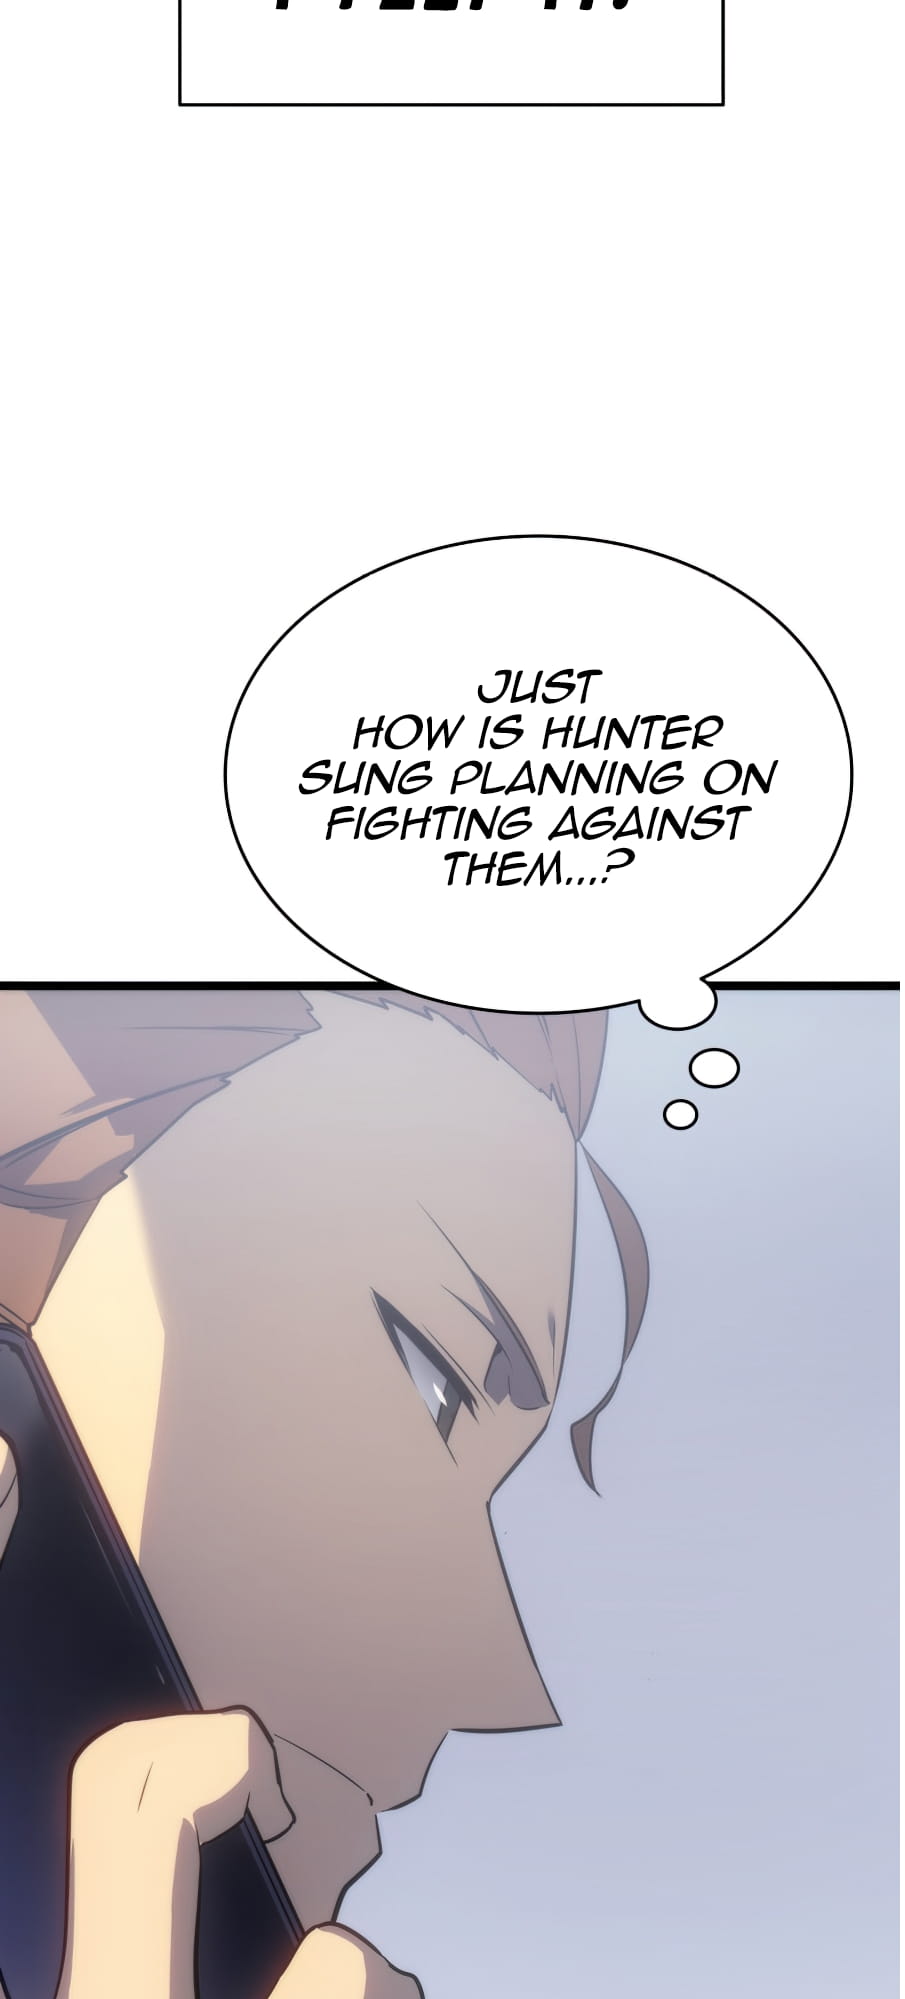 JUST
HOW IS HUNTER
SUNG PLANNING ON
FIGHTING AGAINST
THEM...?